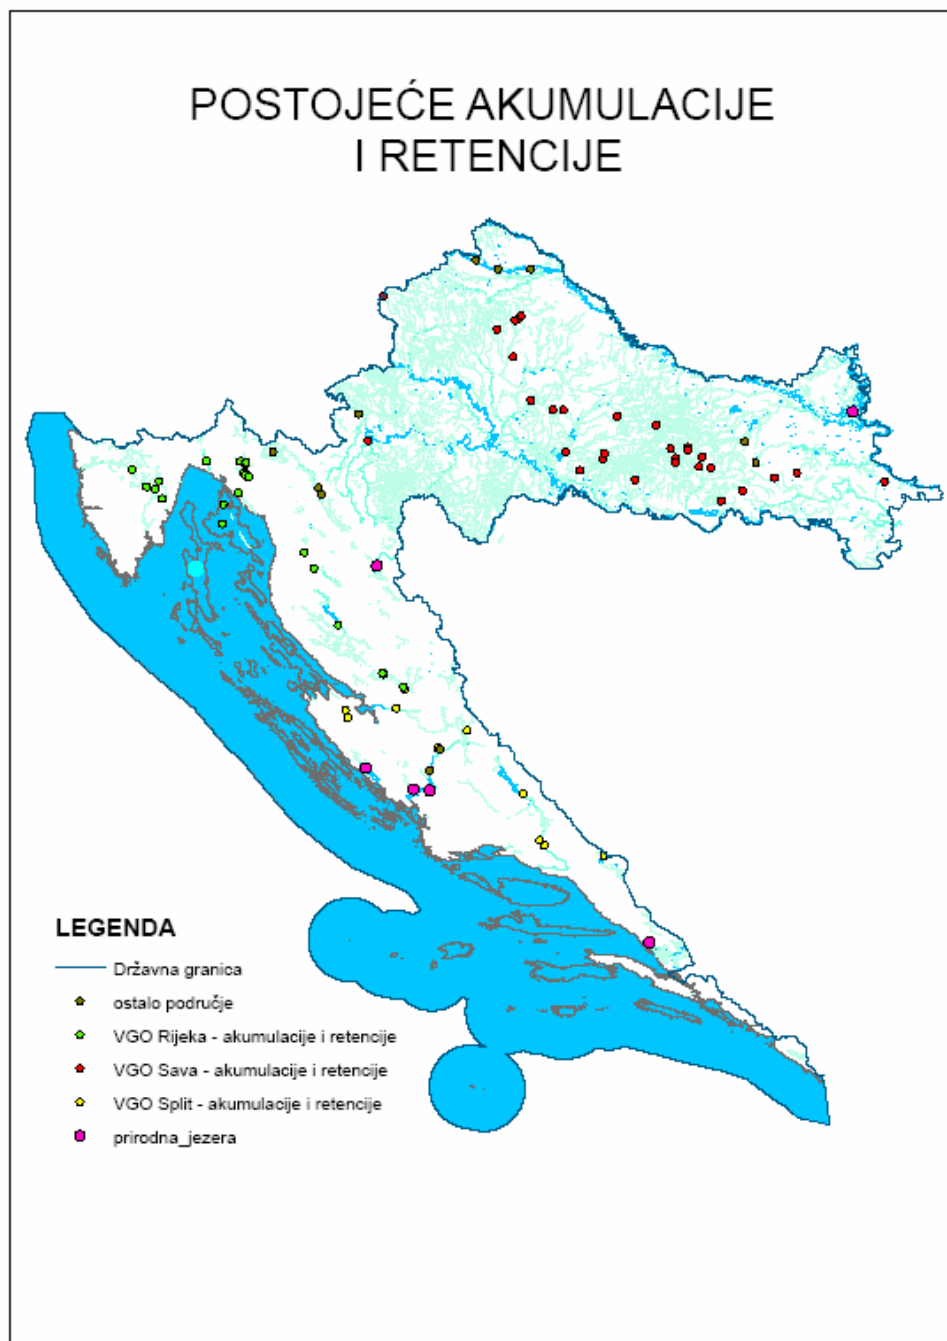 POSTOJEĆE AKUMULACIJE
I RETENCIJE
LEGENDA
Državna granica
ostalo područje
VGO Rijeka - akumulacije i retencije
VGO Sava - akumulacije i retencije
VGO Split - akumulacije i retencije
prirodna_jezera